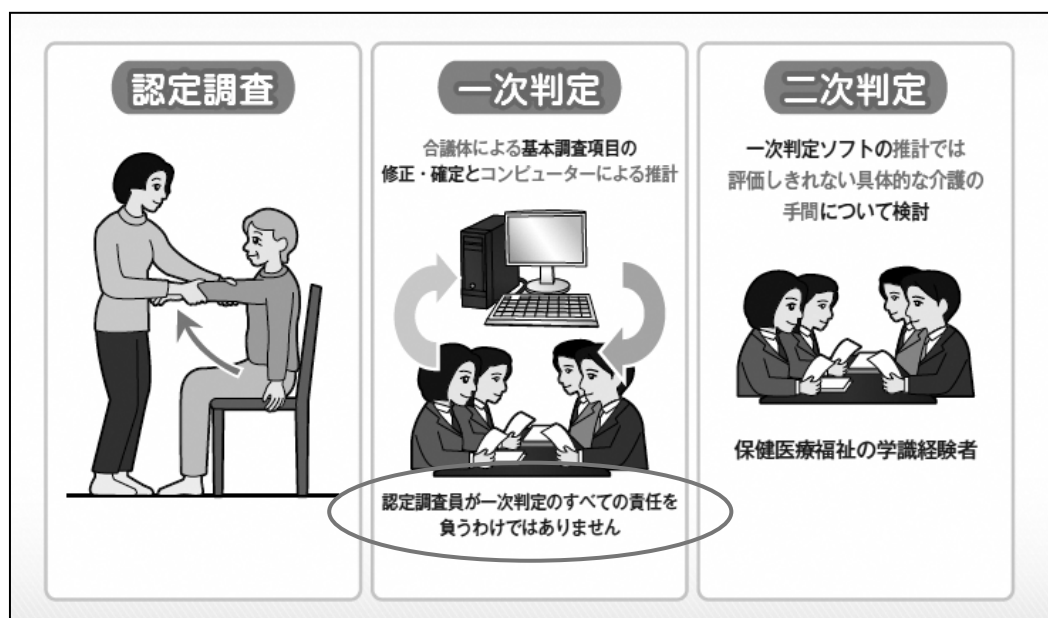 認定調査
一次判定
合議体による基本調査項目の
修正・確定とコンピューターによる推計
認定調査員が一次判定のすべての責任を
負うわけではありません
二次判定
一次判定ソフトの推計では
評価しきれない具体的な介護の
手間について検討
保健医療福祉の学識経験者